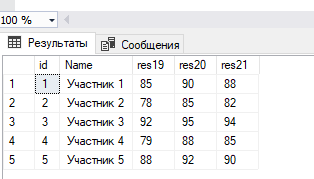 100 %
Результаты Сообщения
id Name res19 res20 res21
1 1 Участник 1 85 90 88
2 2 Участник 2 78 85 82
3 3 Участник 3 92 95 94
4 4 Участник 4 79 88 85
5 5 Участник 5 88 92 90